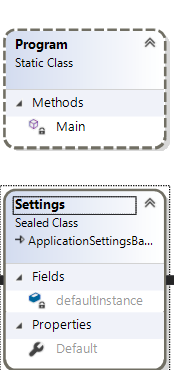 Program
Static Class
Methods
Main
Settings
Sealed Class
ApplicationSettingsBa...
Fields
defaultInstance
Properties
Default